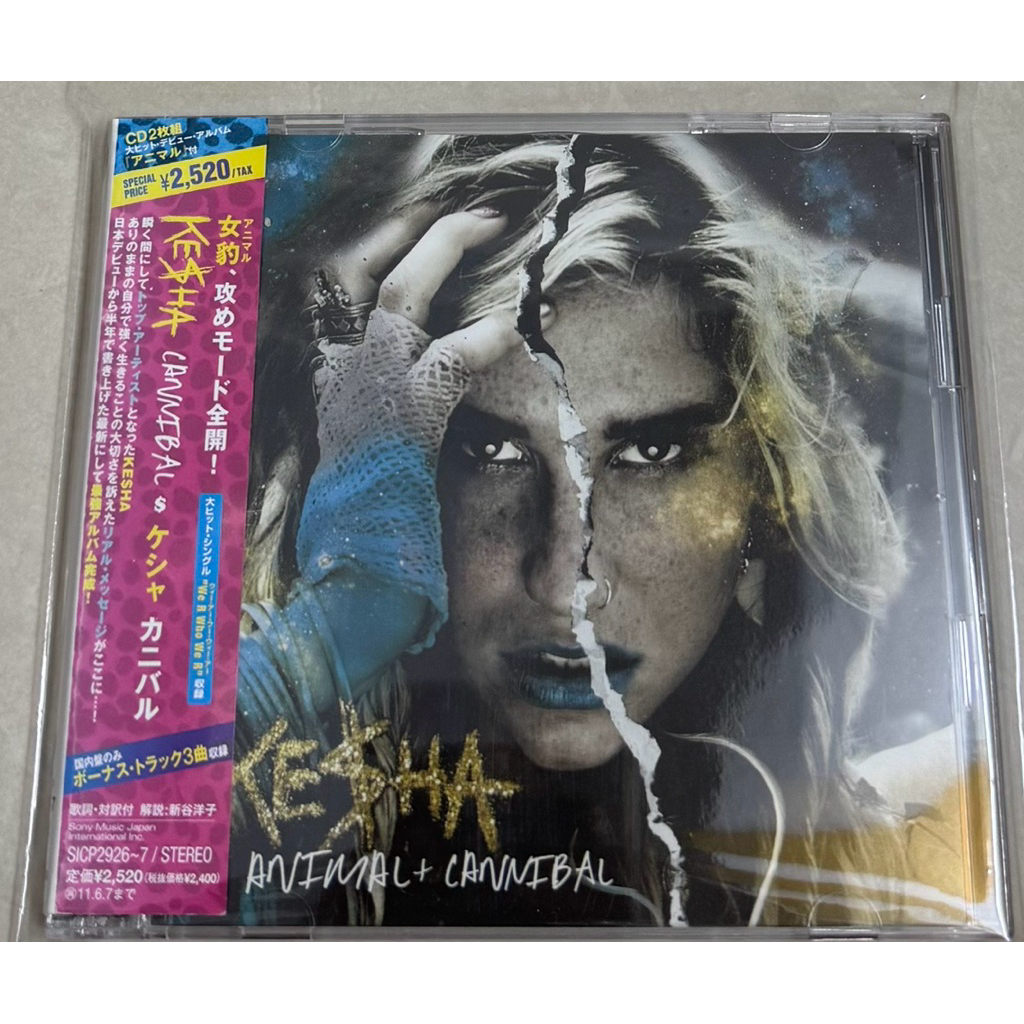 CD2枚組
大ヒット・デビュー・アルバム
『アニマル』付
SPECIAL PRICE ¥2,520/TAX
アニマル
女豹、攻めモード全開!
大ヒット・シングル
ウィー・アー・フー・ウィー・アー
"We R Who We R"収録
KE$HA CANNIBAL $ ケシャ カニバル
瞬く間にしてトップ・アーティストとなったKESHA
ありのままの自分で強く生きることの大切さを訴えたリアル・メッセージがここに…!
日本デビューから半年で書き上げた最新にして最強アルバム完成!
国内盤のみ
ボーナス・トラック3曲収録
歌詞・対訳付 解説:新谷洋子
Sony Music Japan
International Inc.
SICP2926~7 / STEREO
定価¥2,520(税抜価格¥2,400)
11.6.7まで
KE$HA
ANIMAL + CANNIBAL